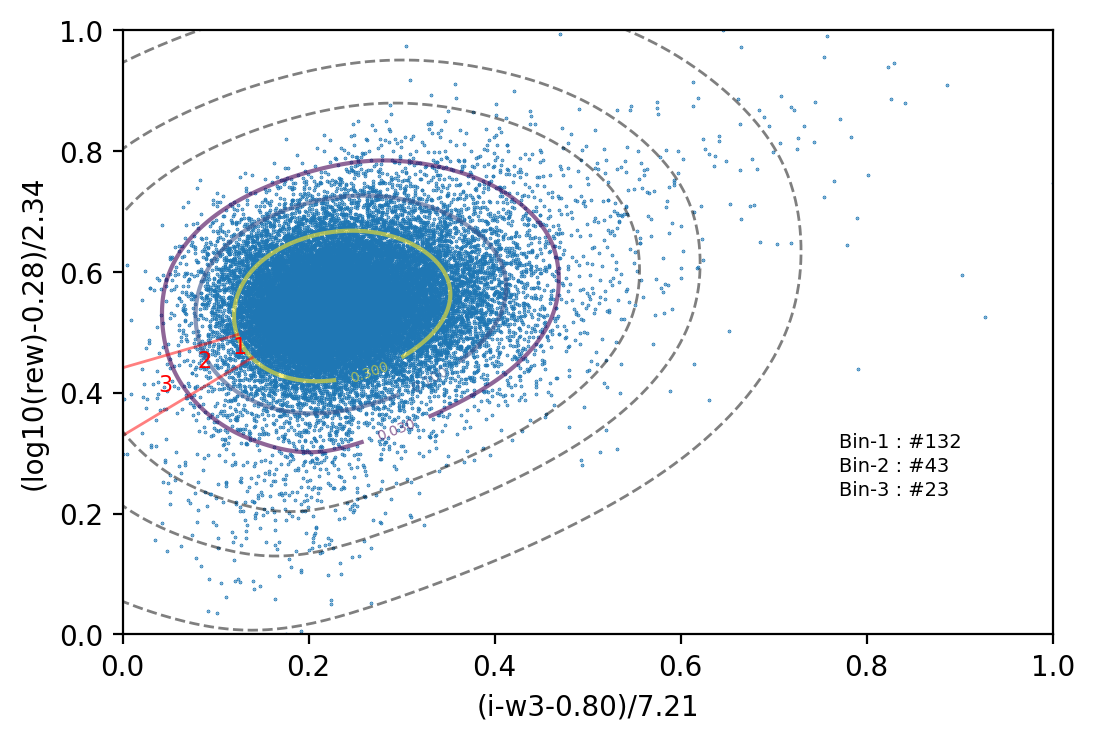 1.0
0.8
0.6
0.4
0.2
0.0
(log10(rew)-0.28)/2.34
1
2
3
0.300
0.030
Bin-1 : #132
Bin-2 : #43
Bin-3 : #23
0.0 0.2 0.4 0.6 0.8 1.0
(i-w3-0.80)/7.21